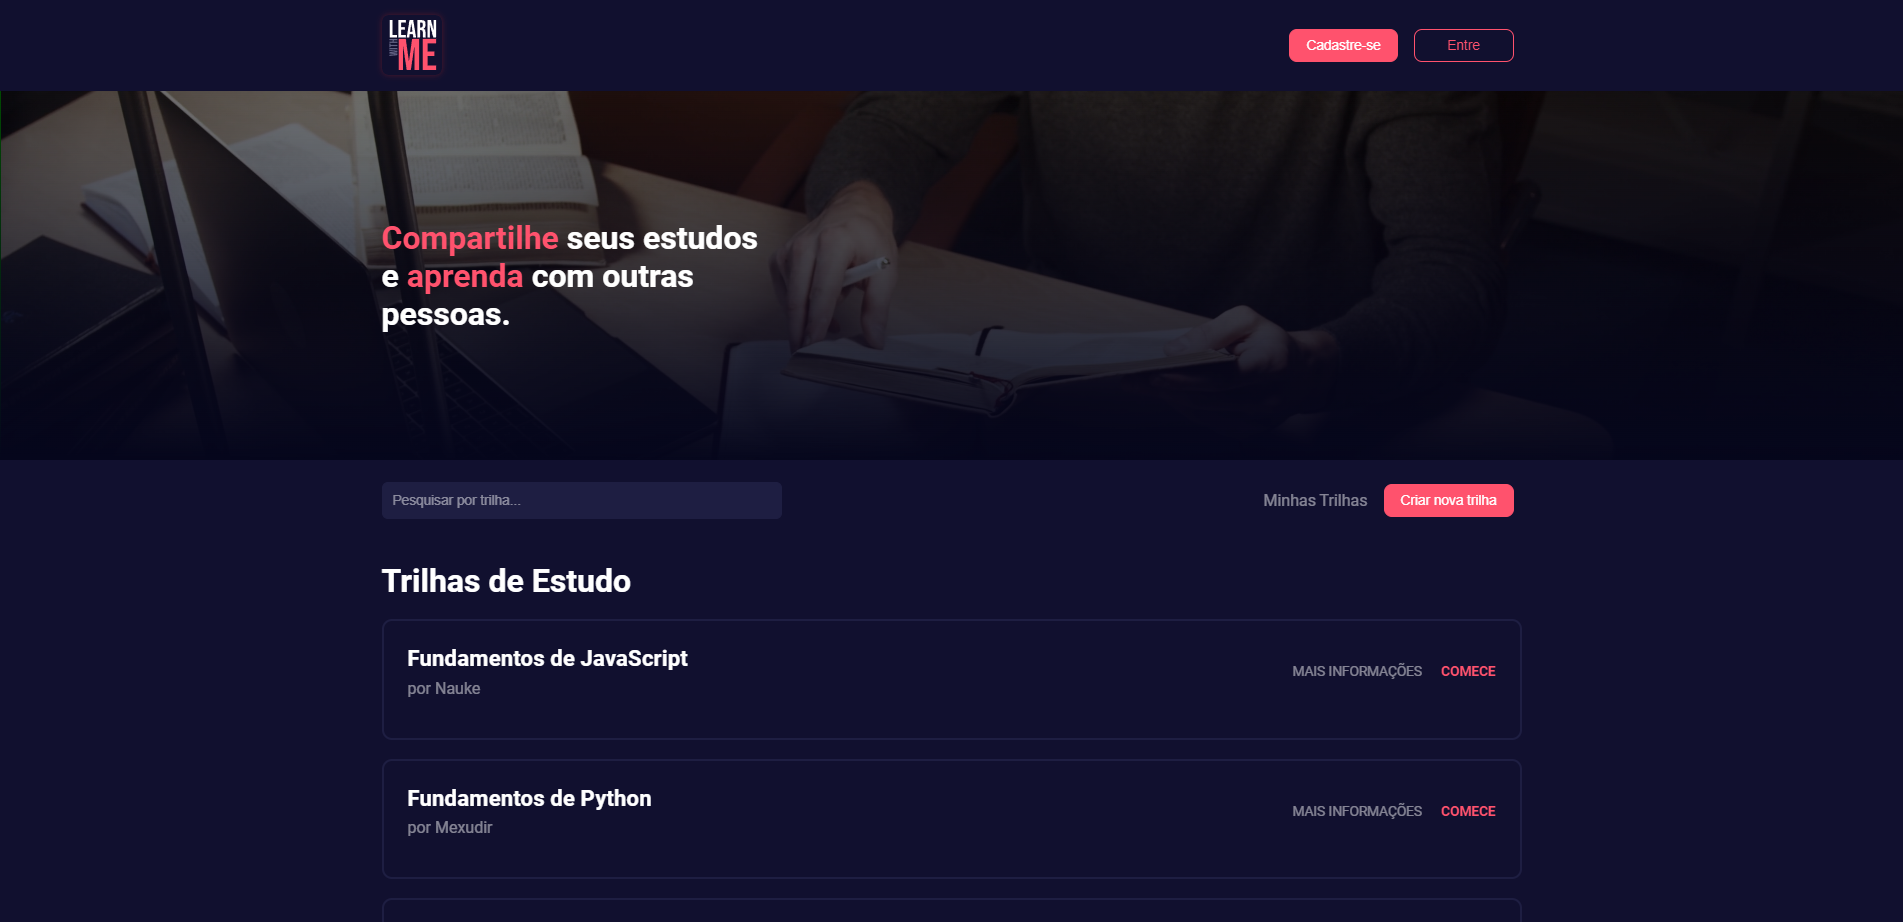 LEARN
WITH
ME
Cadastre-se
Entre
Compartilhe seus estudos
e aprenda com outras
pessoas.
Pesquisar por trilha...
Minhas Trilhas
Criar nova trilha
Trilhas de Estudo
Fundamentos de JavaScript
por Nauke
MAIS INFORMAÇÕES
COMECE
Fundamentos de Python
por Mexudir
MAIS INFORMAÇÕES
COMECE